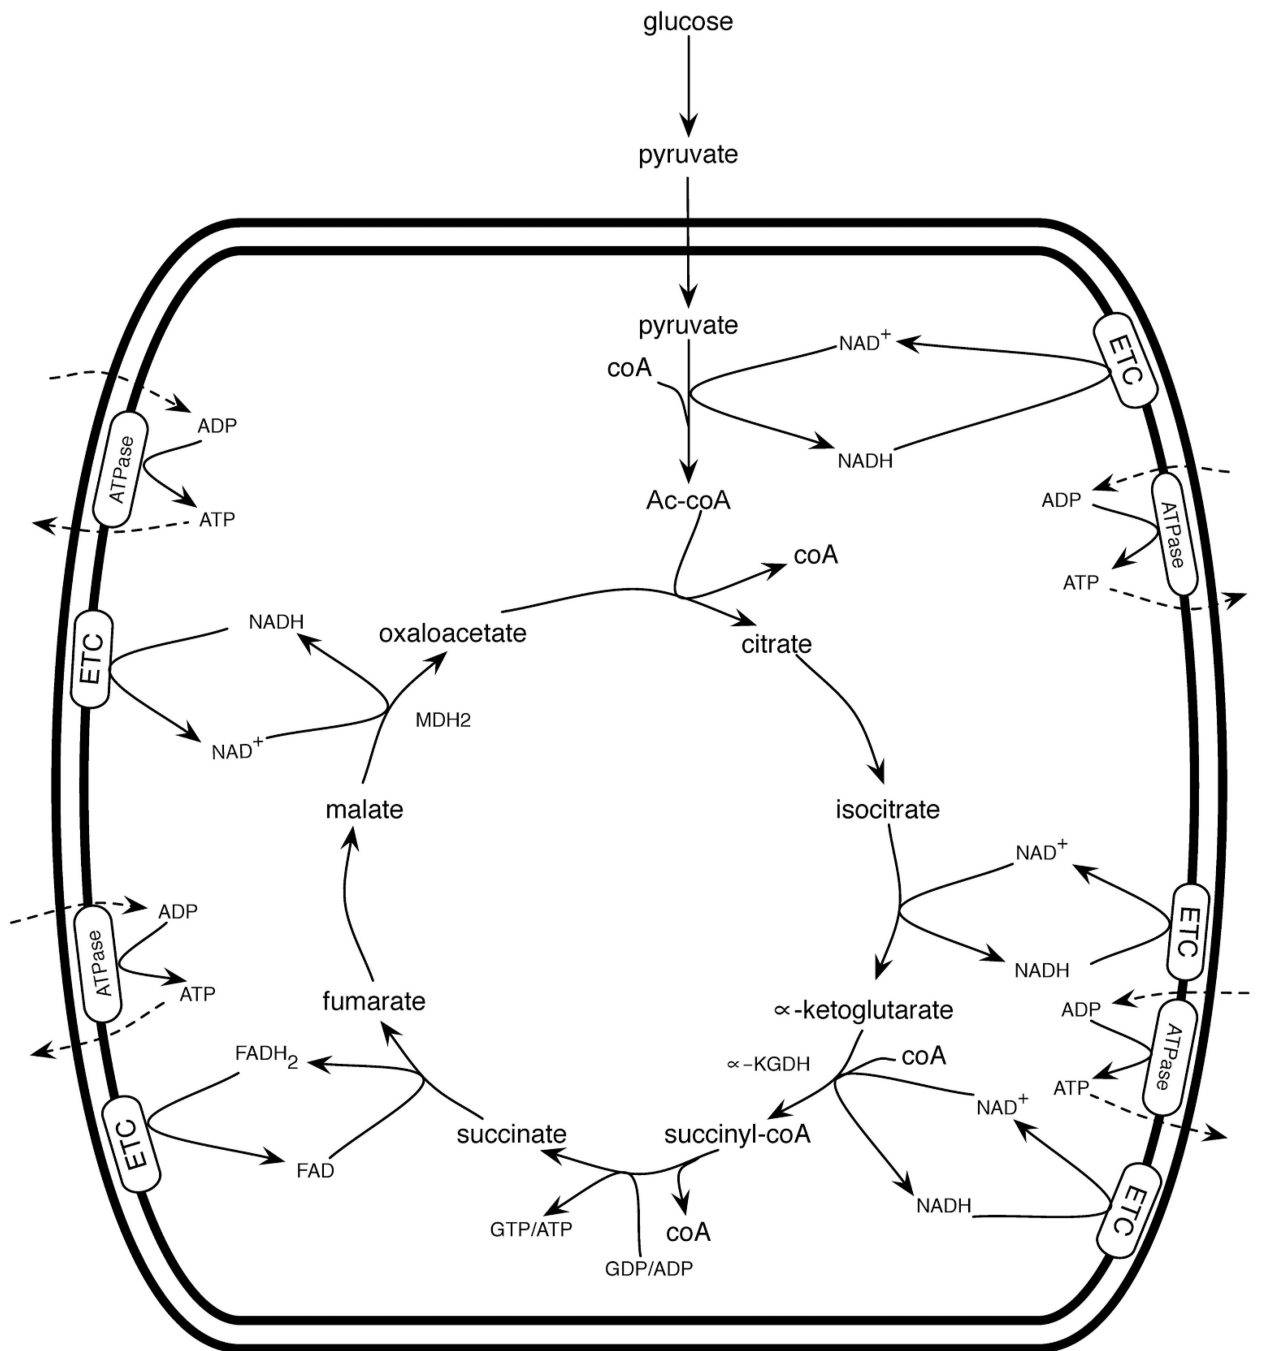 glucose
pyruvate
pyruvate
NAD+
coA
ETC
ADP
NADH
ATPase
Ac-coA
ADP
ATP
ATPase
coA
ATP
NADH
oxaloacetate
citrate
ETC
MDH2
NAD+
malate
isocitrate
NAD+
ADP
ETC
ATPase
NADH
ATP
fumarate
∝-ketoglutarate
ADP
FADH2
∝-KGDH
coA
ATPase
ATP
NAD+
ETC
succinate
succinyl-coA
FAD
NADH
ETC
GTP/ATP
coA
GDP/ADP